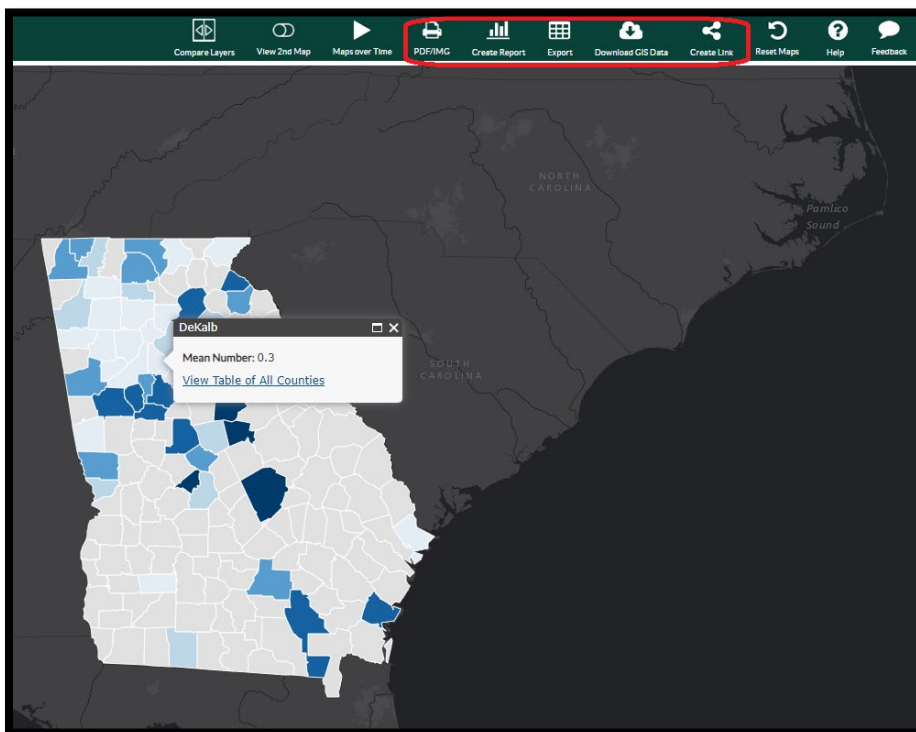 Compare Layers
View 2nd Map
Maps over Time
PDF/IMG
Create Report
Export
Download GIS Data
Create Link
Reset Maps
Help
Feedback
NORTH
CAROLINA
Pamlico
Sound
DeKalb
Mean Number: 0.3
View Table of All Counties
SOUTH
CAROLINA